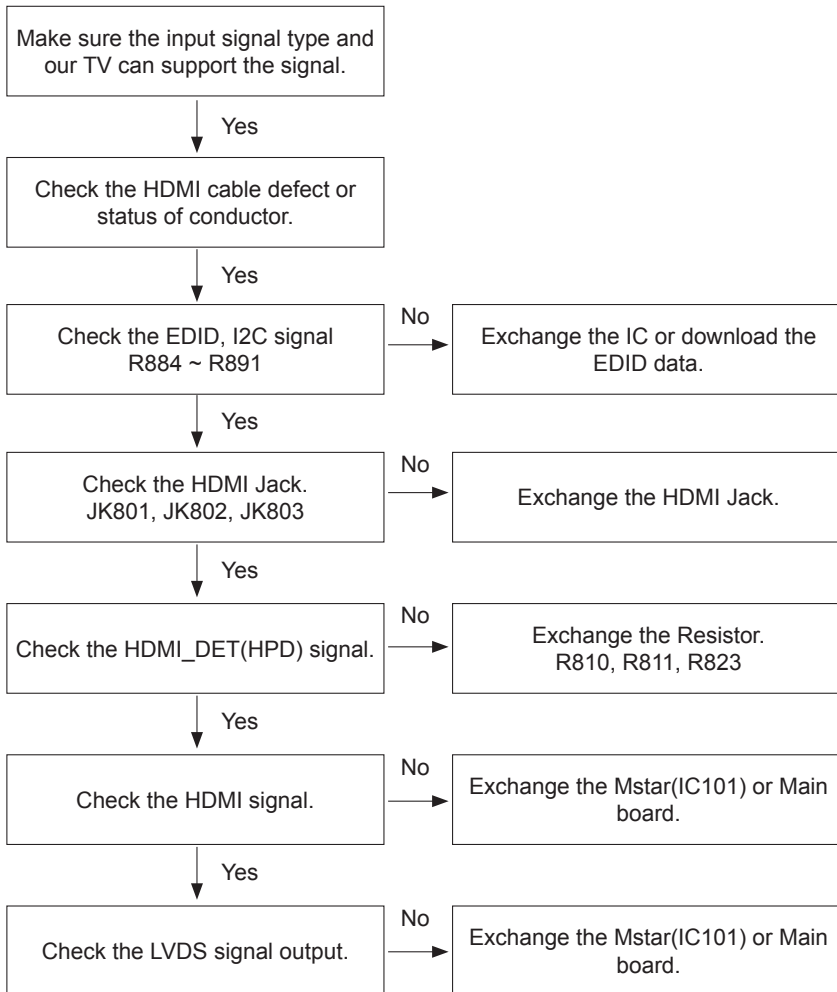 Make sure the input signal type and
our TV can support the signal.
Yes
Check the HDMI cable defect or
status of conductor.
Yes
Check the EDID, I2C signal
R884 ~ R891
No
Exchange the IC or download the
EDID data.
Yes
Check the HDMI Jack.
JK801, JK802, JK803
No
Exchange the HDMI Jack.
Yes
Check the HDMI_DET(HPD) signal.
No
Exchange the Resistor.
R810, R811, R823
Yes
Check the HDMI signal.
No
Exchange the Mstar(IC101) or Main
board.
Yes
Check the LVDS signal output.
No
Exchange the Mstar(IC101) or Main
board.